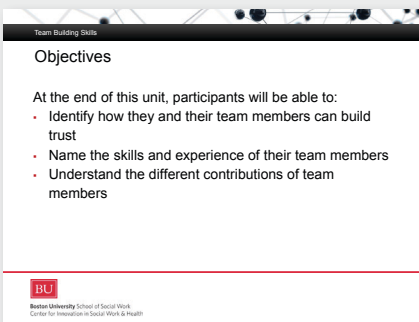 Team Building Skills
Objectives
At the end of this unit, participants will be able to:
▪ Identify how they and their team members can build
trust
▪ Name the skills and experience of their team members
▪ Understand the different contributions of team
members
BU
Boston University School of Social Work
Center for Innovation in Social Work & Health